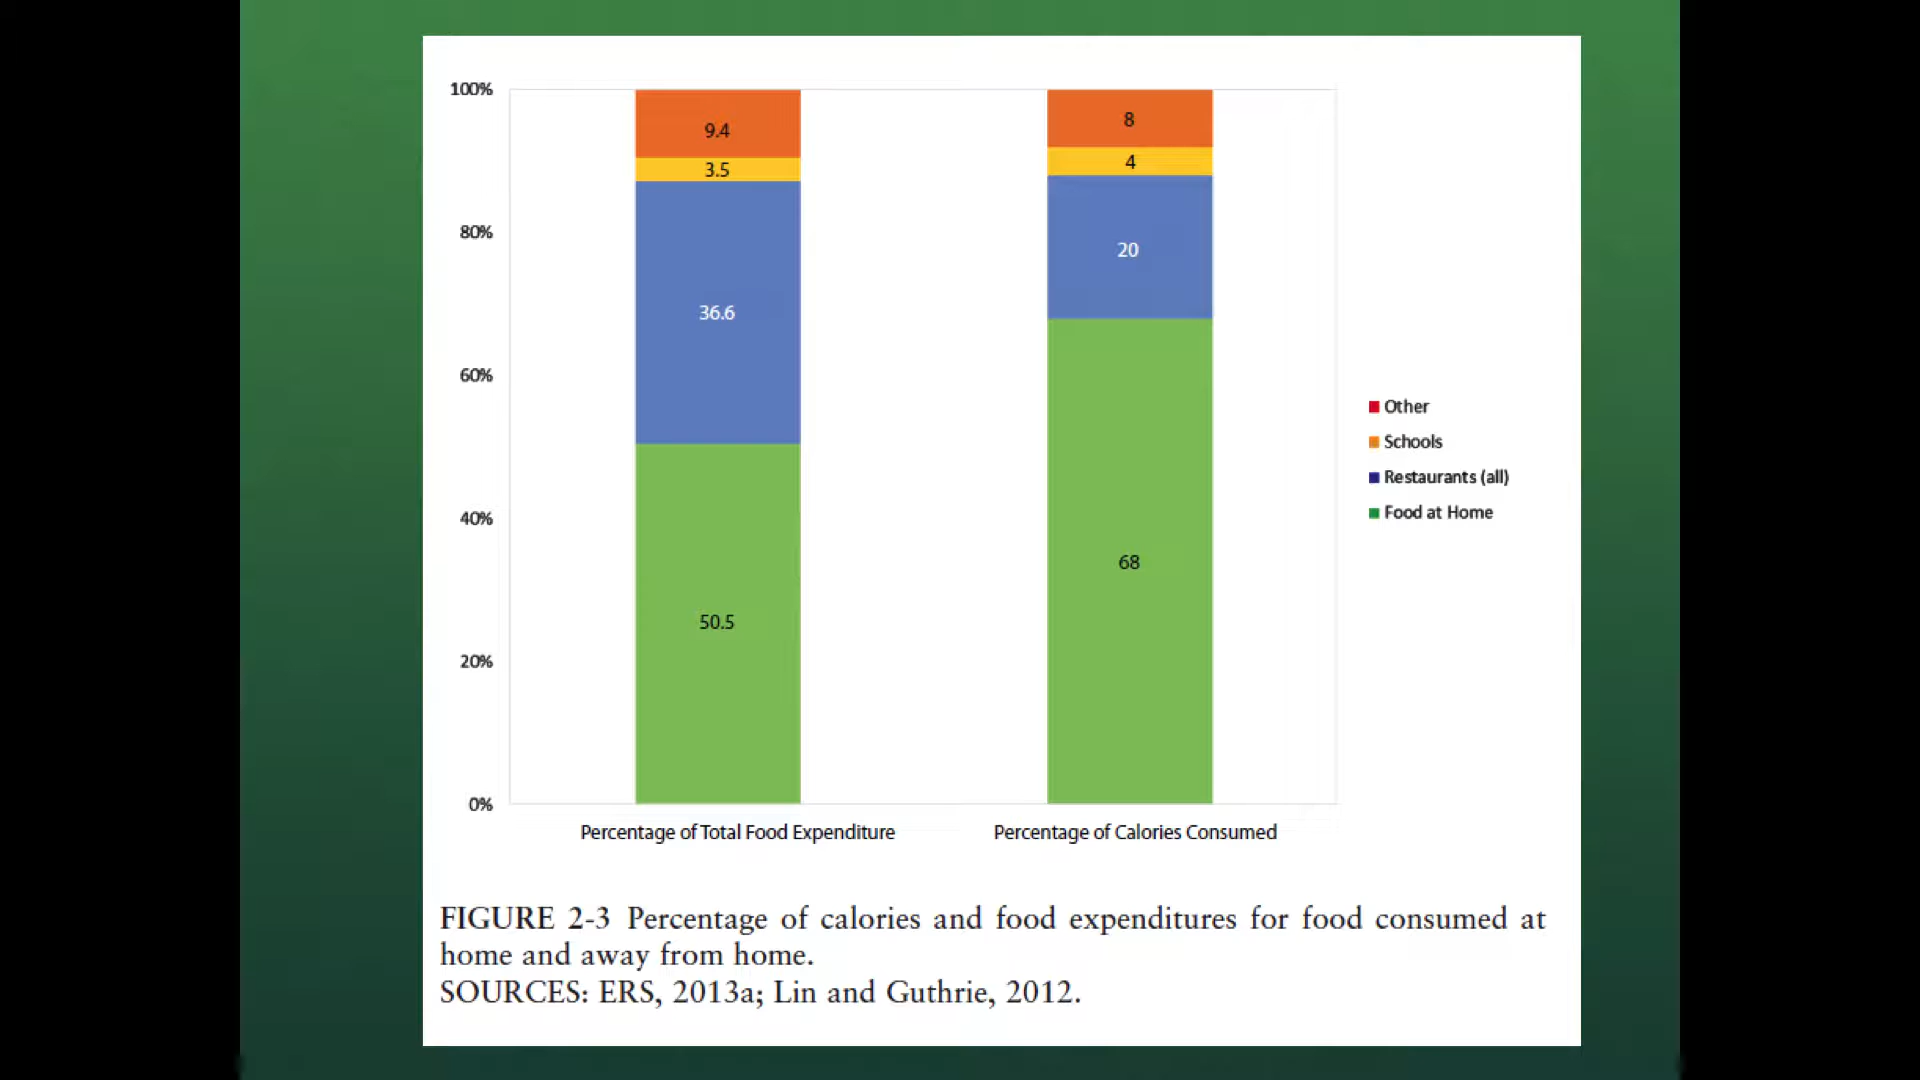 100%
80%
60%
40%
20%
0%
9.4
3.5
36.6
50.5
8
4
20
68
Other
Schools
Restaurants (all)
Food at Home
Percentage of Total Food Expenditure
Percentage of Calories Consumed
FIGURE 2-3 Percentage of calories and food expenditures for food consumed at
home and away from home.
SOURCES: ERS, 2013a; Lin and Guthrie, 2012.